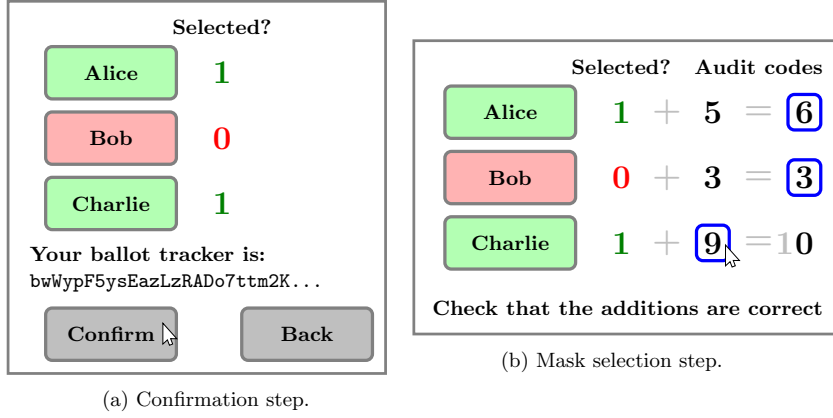 Selected?
Alice 1
Bob 0
Charlie 1
Your ballot tracker is:
bwWypF5ysEazLzRADo7ttm2K...
Confirm Back
(a) Confirmation step.
Selected? Audit codes
Alice 1 + 5 = 6
Bob 0 + 3 = 3
Charlie 1 + 9 = 10
Check that the additions are correct
(b) Mask selection step.